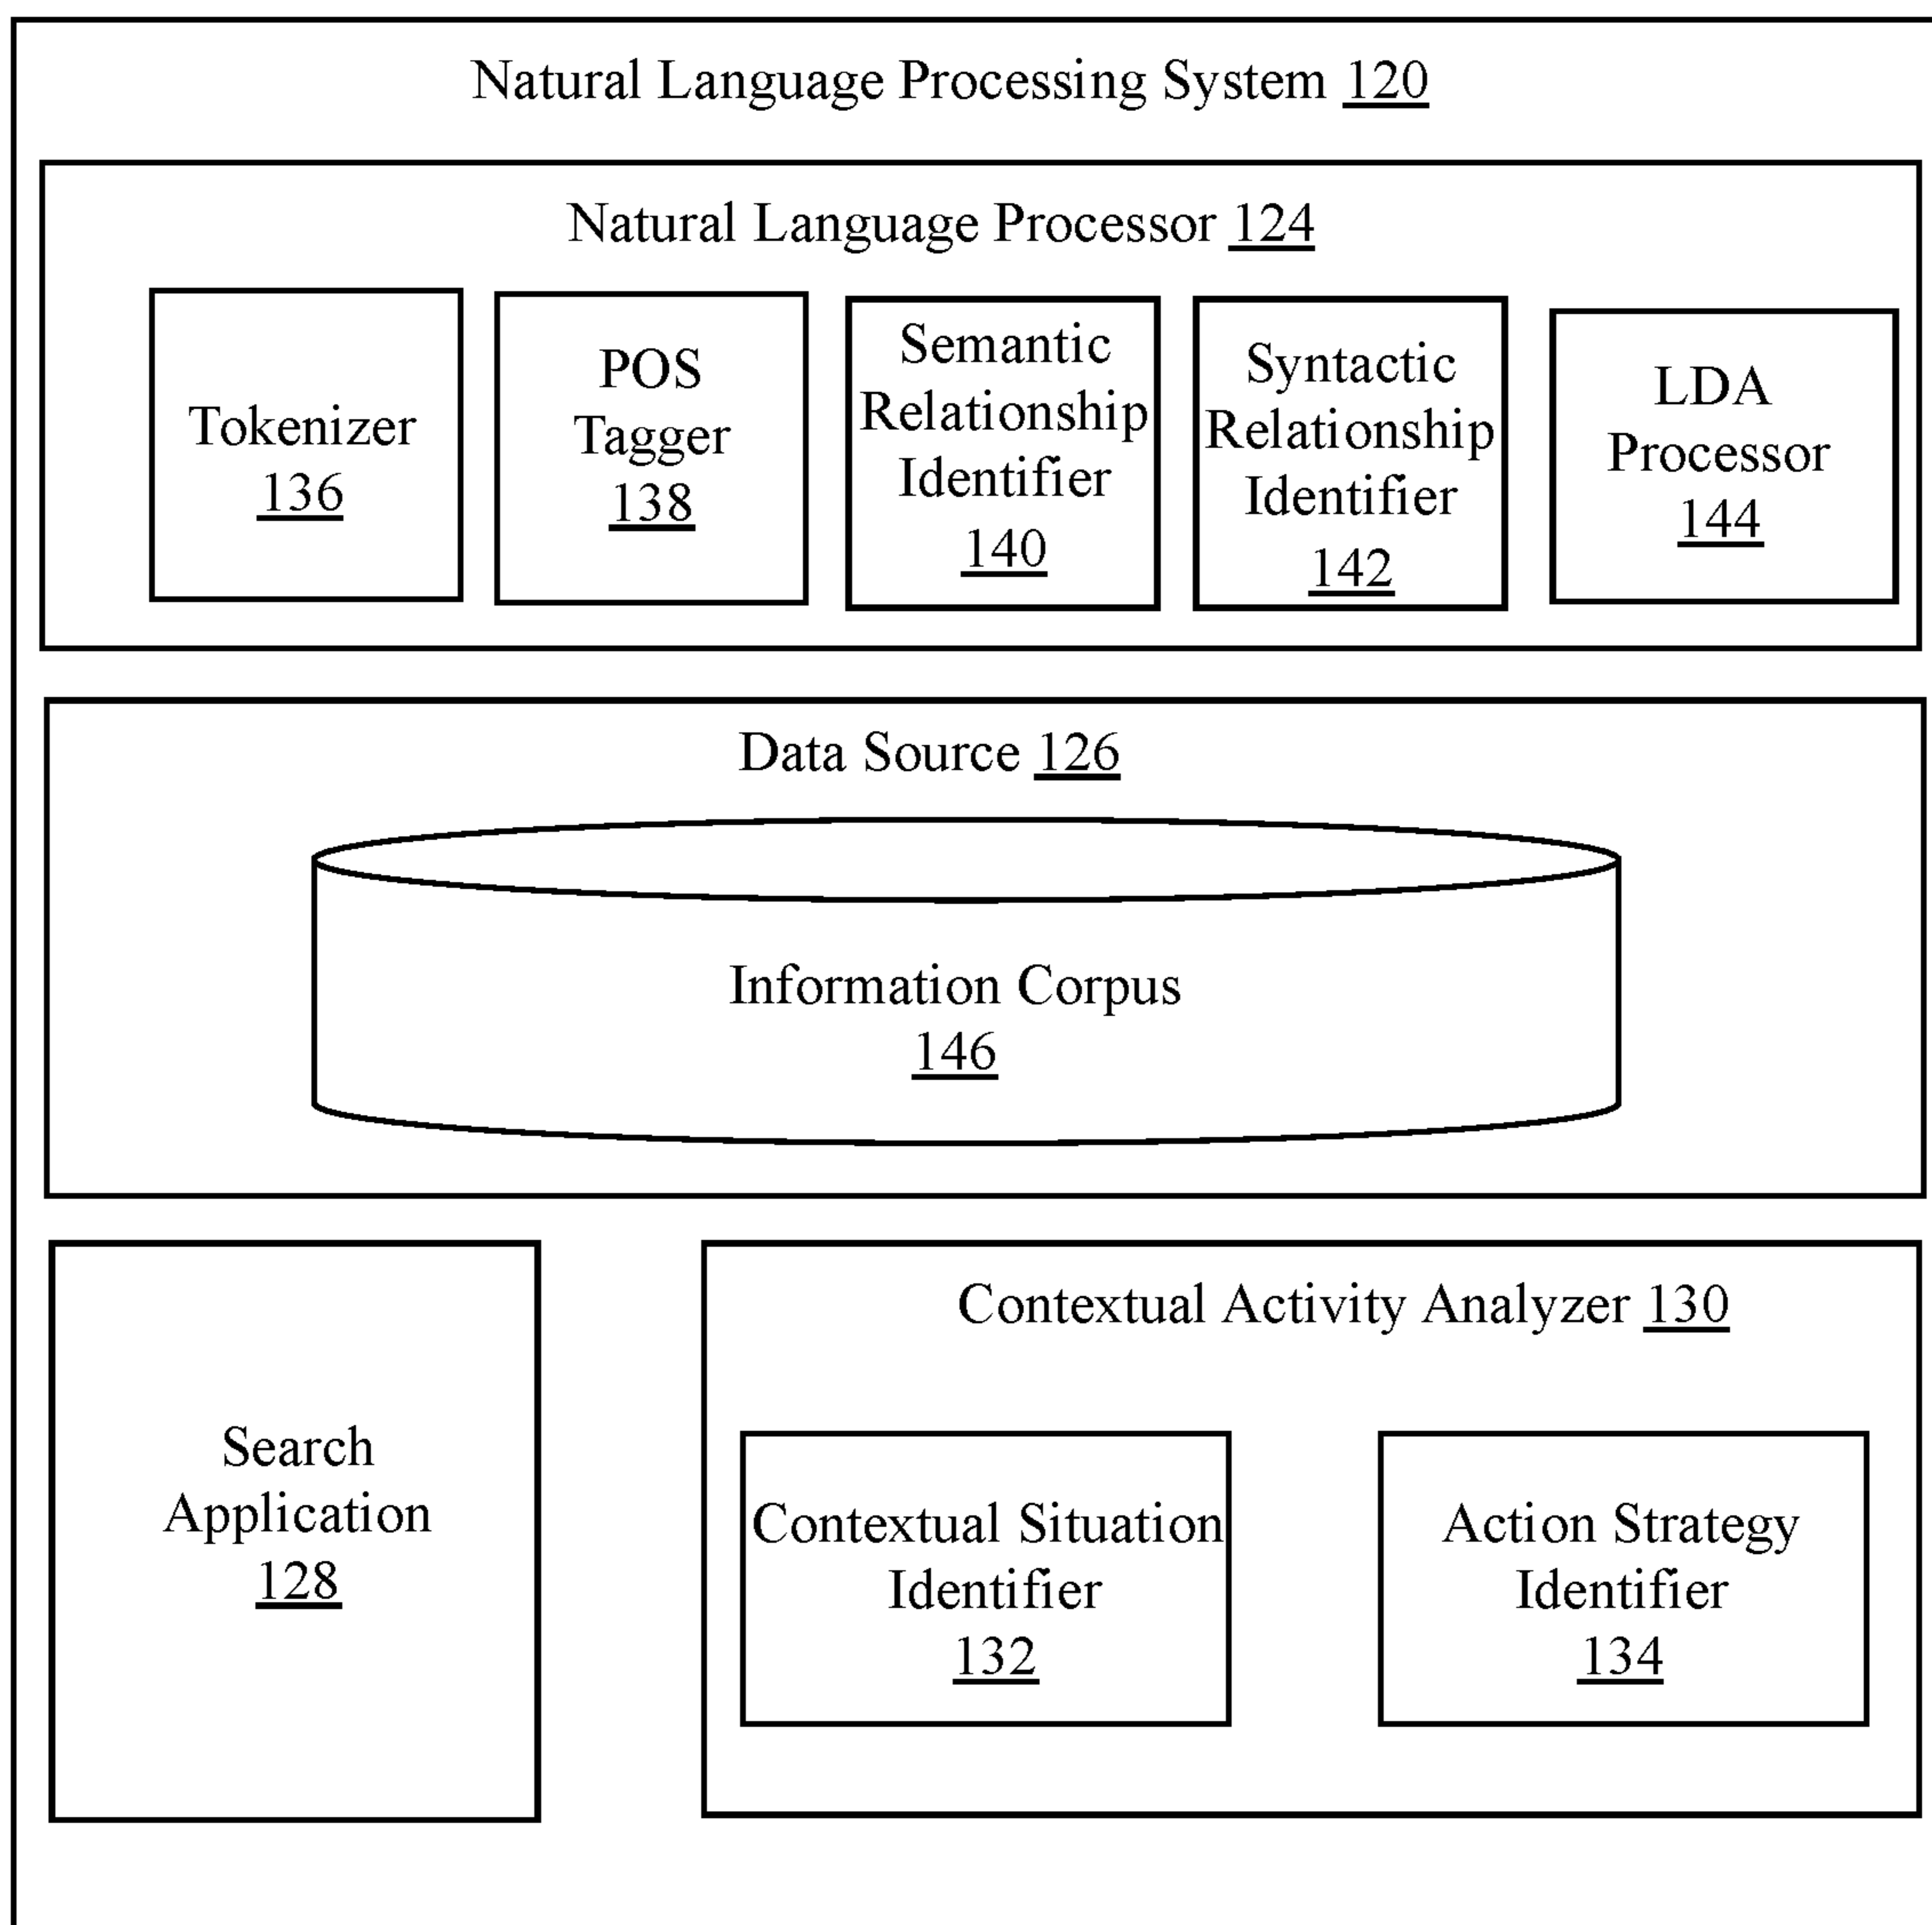 Natural Language Processing System 120
Natural Language Processor 124
Tokenizer
136
POS
Tagger
138
Semantic
Relationship
Identifier
140
Syntactic
Relationship
Identifier
142
LDA
Processor
144
Data Source 126
Information Corpus
146
Search
Application
128
Contextual Activity Analyzer 130
Contextual Situation
Identifier
132
Action Strategy
Identifier
134